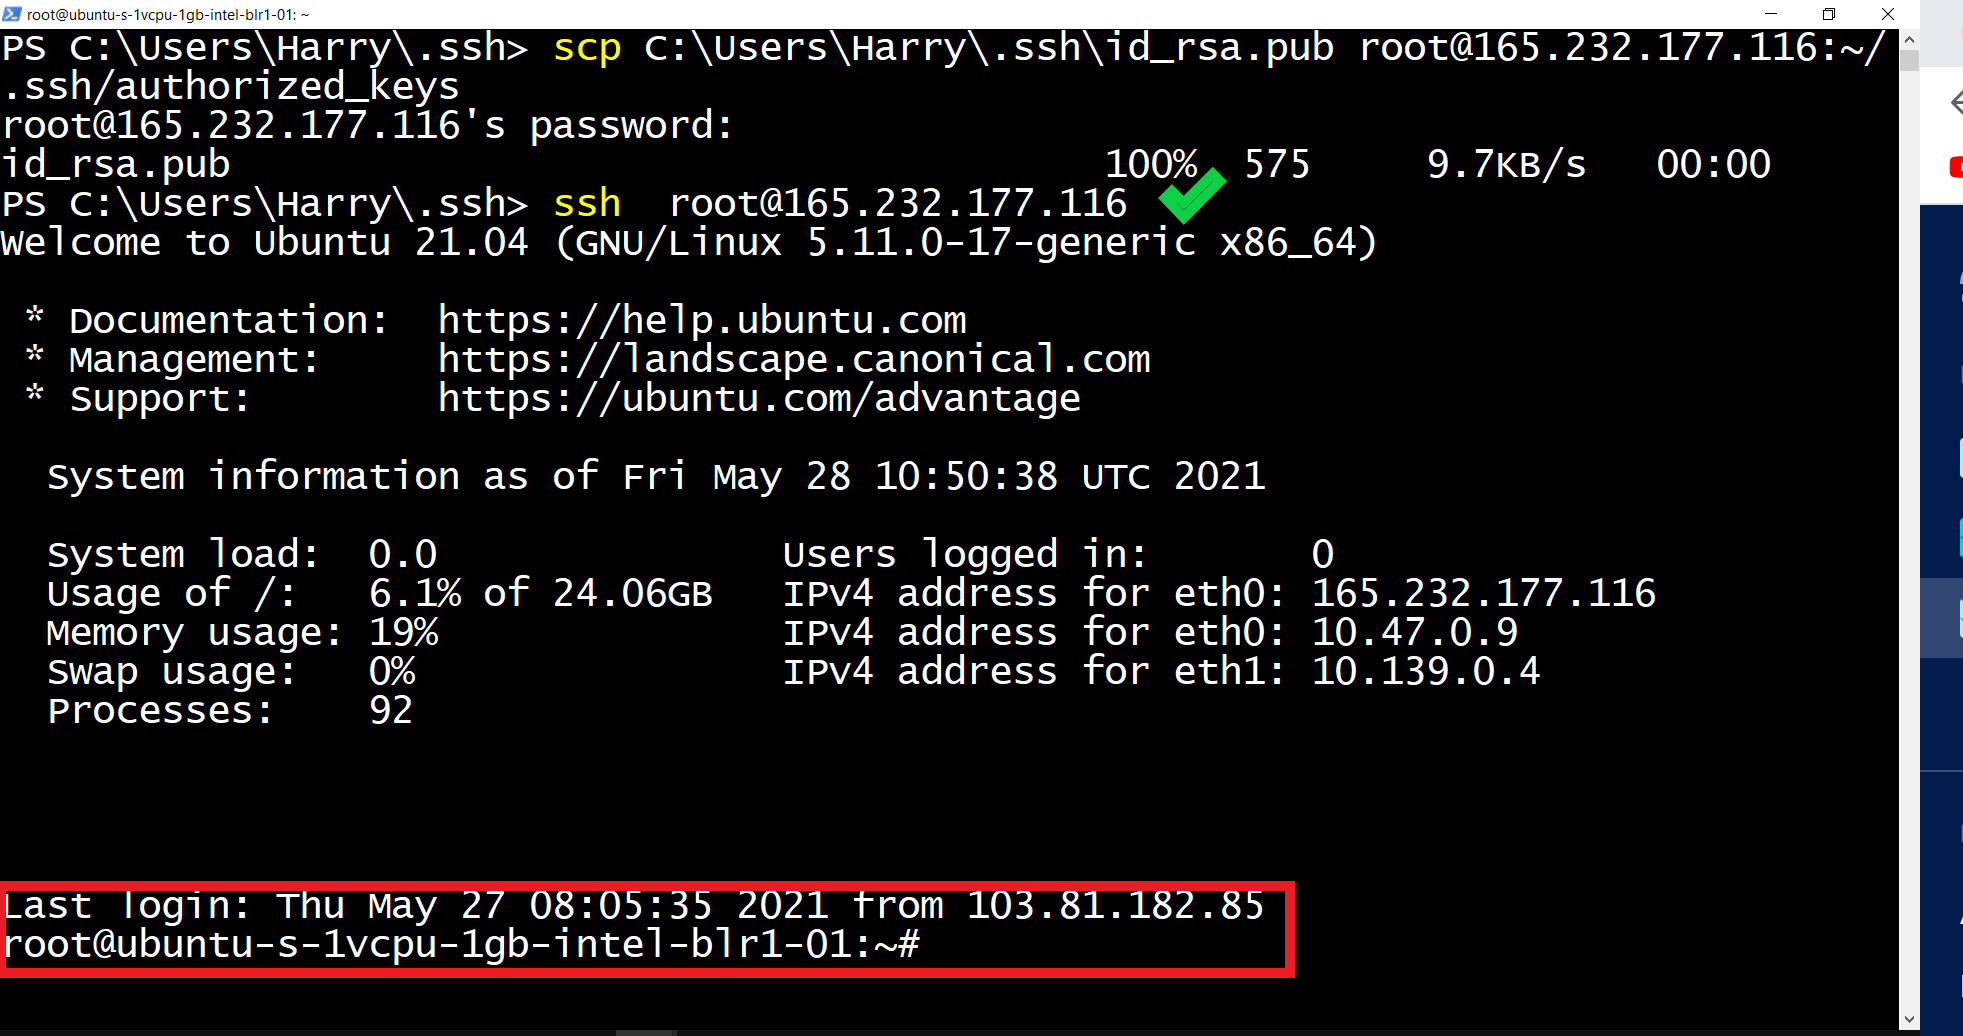 root@ubuntu-s-1vcpu-1gb-intel-blr1-01: ~
PS C:\Users\Harry\.ssh> scp C:\Users\Harry\.ssh\id_rsa.pub root@165.232.177.116:~/
.ssh/authorized_keys
root@165.232.177.116's password:
id_rsa.pub 100% 575 9.7KB/s 00:00
PS C:\Users\Harry\.ssh> ssh  root@165.232.177.116
Welcome to Ubuntu 21.04 (GNU/Linux 5.11.0-17-generic x86_64)
* Documentation:  https://help.ubuntu.com
* Management:     https://landscape.canonical.com
* Support:        https://ubuntu.com/advantage
System information as of Fri May 28 10:50:38 UTC 2021
System load:  0.0                Users logged in:       0
Usage of /:   6.1% of 24.06GB   IPv4 address for eth0: 165.232.177.116
Memory usage: 19%               IPv4 address for eth0: 10.47.0.9
Swap usage:   0%                IPv4 address for eth1: 10.139.0.4
Processes:    92
Last login: Thu May 27 08:05:35 2021 from 103.81.182.85
root@ubuntu-s-1vcpu-1gb-intel-blr1-01:~#